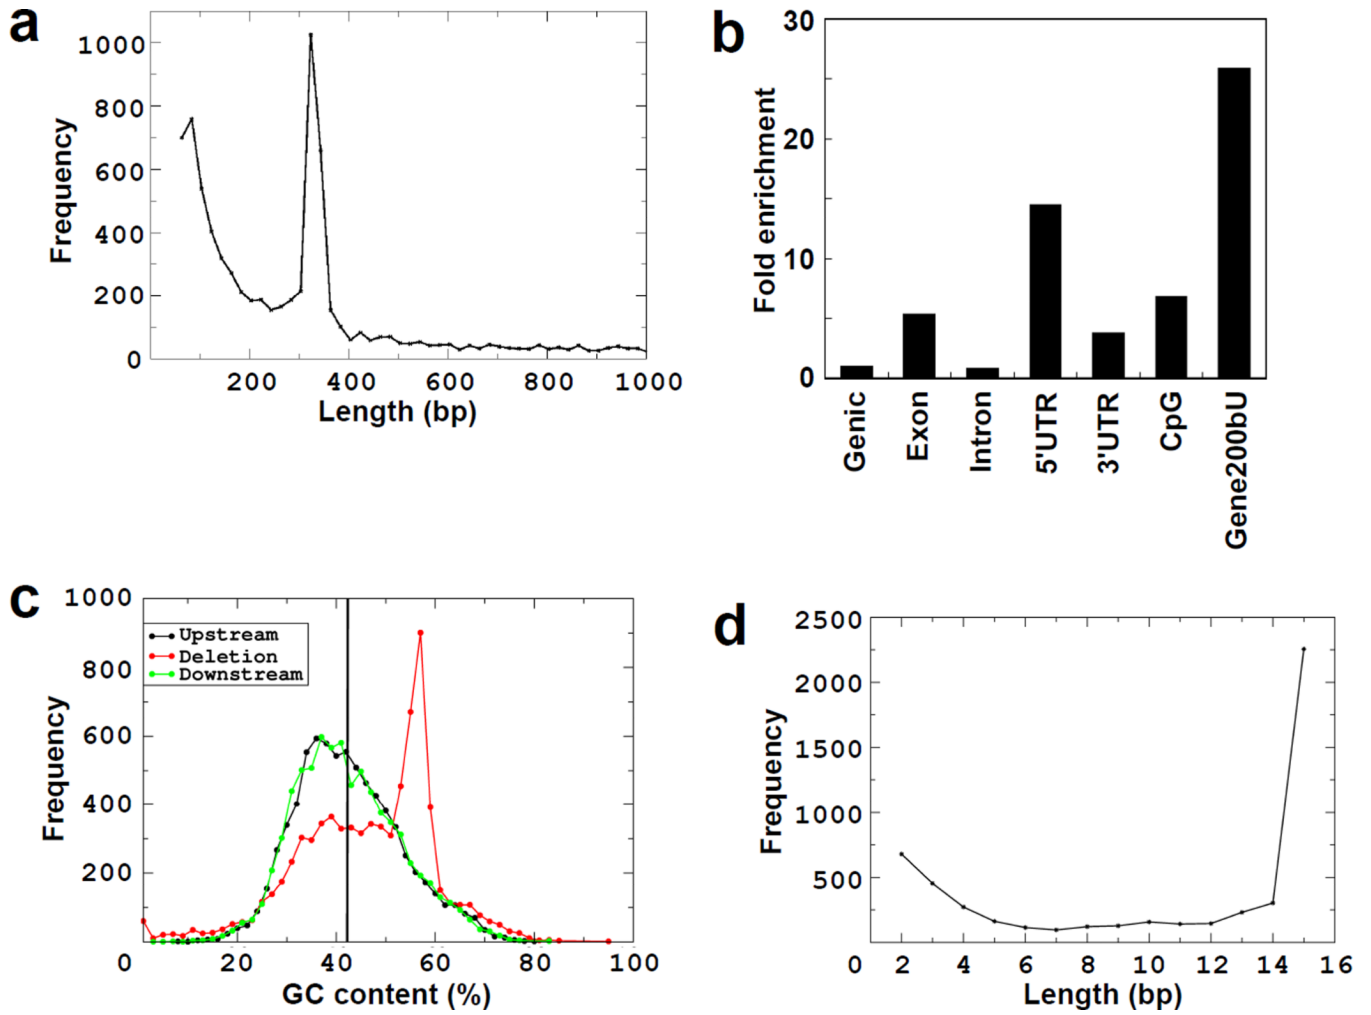 a
Frequency
1000
800
600
400
200
0
200 400 600 800 1000
Length (bp)
b
Fold enrichment
30
20
10
0
Genic
Exon
Intron
5'UTR
3'UTR
CpG
Gene200bU
c
Frequency
1000
800
600
400
200
Upstream
Deletion
Downstream
0 20 40 60 80 100
GC content (%)
d
Frequency
2500
2000
1500
1000
500
0 2 4 6 8 10 12 14 16
Length (bp)